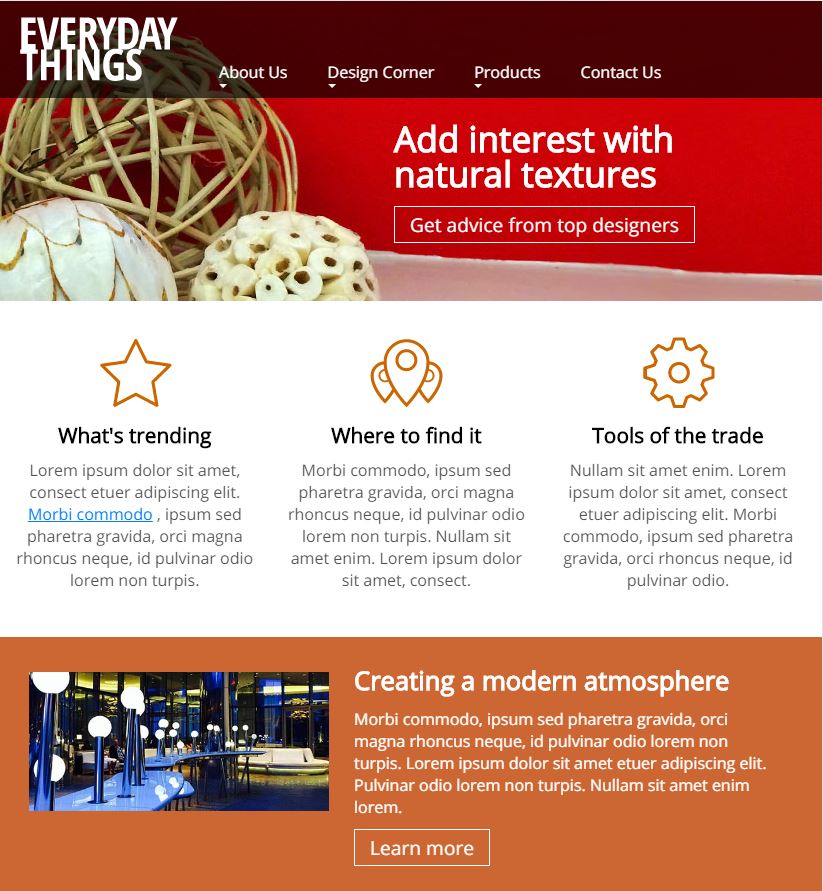 EVERYDAY
THINGS
About Us
Design Corner
Products
Contact Us
Add interest with
natural textures
Get advice from top designers
What's trending
Lorem ipsum dolor sit amet,
consect etuer adipiscing elit.
Morbi commodo , ipsum sed
pharetra gravida, orci magna
rhoncus neque, id pulvinar odio
lorem non turpis.
Where to find it
Morbi commodo, ipsum sed
pharetra gravida, orci magna
rhoncus neque, id pulvinar odio
lorem non turpis. Nullam sit
amet enim. Lorem ipsum dolor
sit amet, consect.
Tools of the trade
Nullam sit amet enim. Lorem
ipsum dolor sit amet, consect
etuer adipiscing elit. Morbi
commodo, ipsum sed pharetra
gravida, orci rhoncus neque, id
pulvinar odio.
Creating a modern atmosphere
Morbi commodo, ipsum sed pharetra gravida, orci
magna rhoncus neque, id pulvinar odio lorem non
turpis. Lorem ipsum dolor sit amet etuer adipiscing elit.
Pulvinar odio lorem non turpis. Nullam sit amet enim
lorem.
Learn more